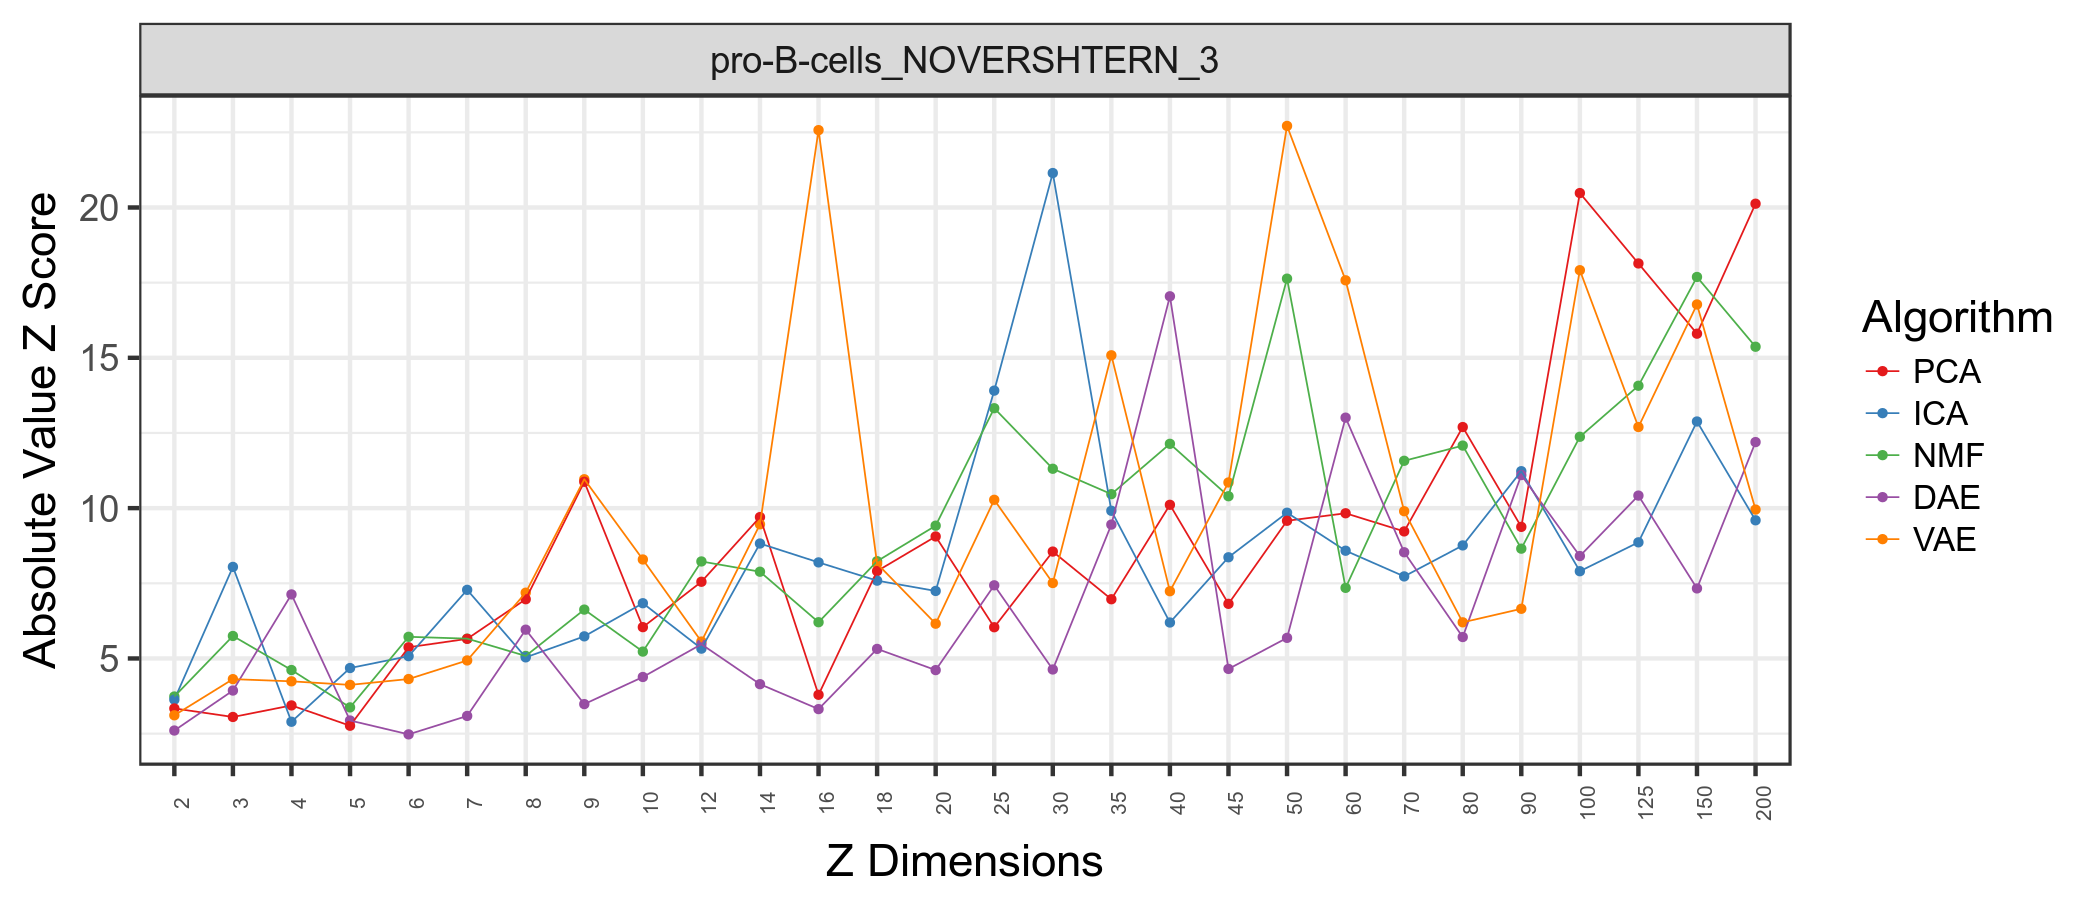 pro-B-cells_NOVERSHTERN_3
Absolute Value Z Score
20
15
10
5
2 3 4 5 6 7 8 9 10 12 14 16 18 20 25 30 35 40 45 50 60 70 80 90 100 125 150 200
Z Dimensions
Algorithm
PCA
ICA
NMF
DAE
VAE